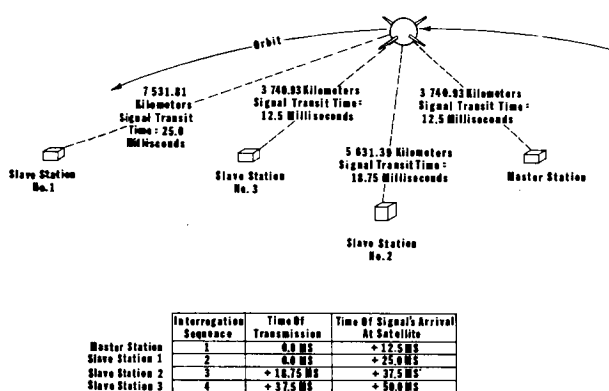 Orbit
7 531.81
Kilometers
Signal Transit
Time: 25.0
Milliseconds
3 740.93 Kilometers
Signal Transit Time=
12.5 Milliseconds
3 740.93 Kilometers
Signal Transit Time=
12.5 Milliseconds
5 631.39 Kilometers
Signal Transit Time=
18.75 Milliseconds
Slave Station
No. 1
Slave Station
No. 3
Master Station
Slave Station
No. 2
Interrogation Sequence Time Of Transmission Time Of Signal's Arrival At Satellite
Master Station 1 0.0 MS + 12.5 MS
Slave Station 1 2 0.0 MS + 25.0 MS
Slave Station 2 3 + 18.75 MS + 37.5 MS
Slave Station 3 4 + 37.5 MS + 50.0 MS